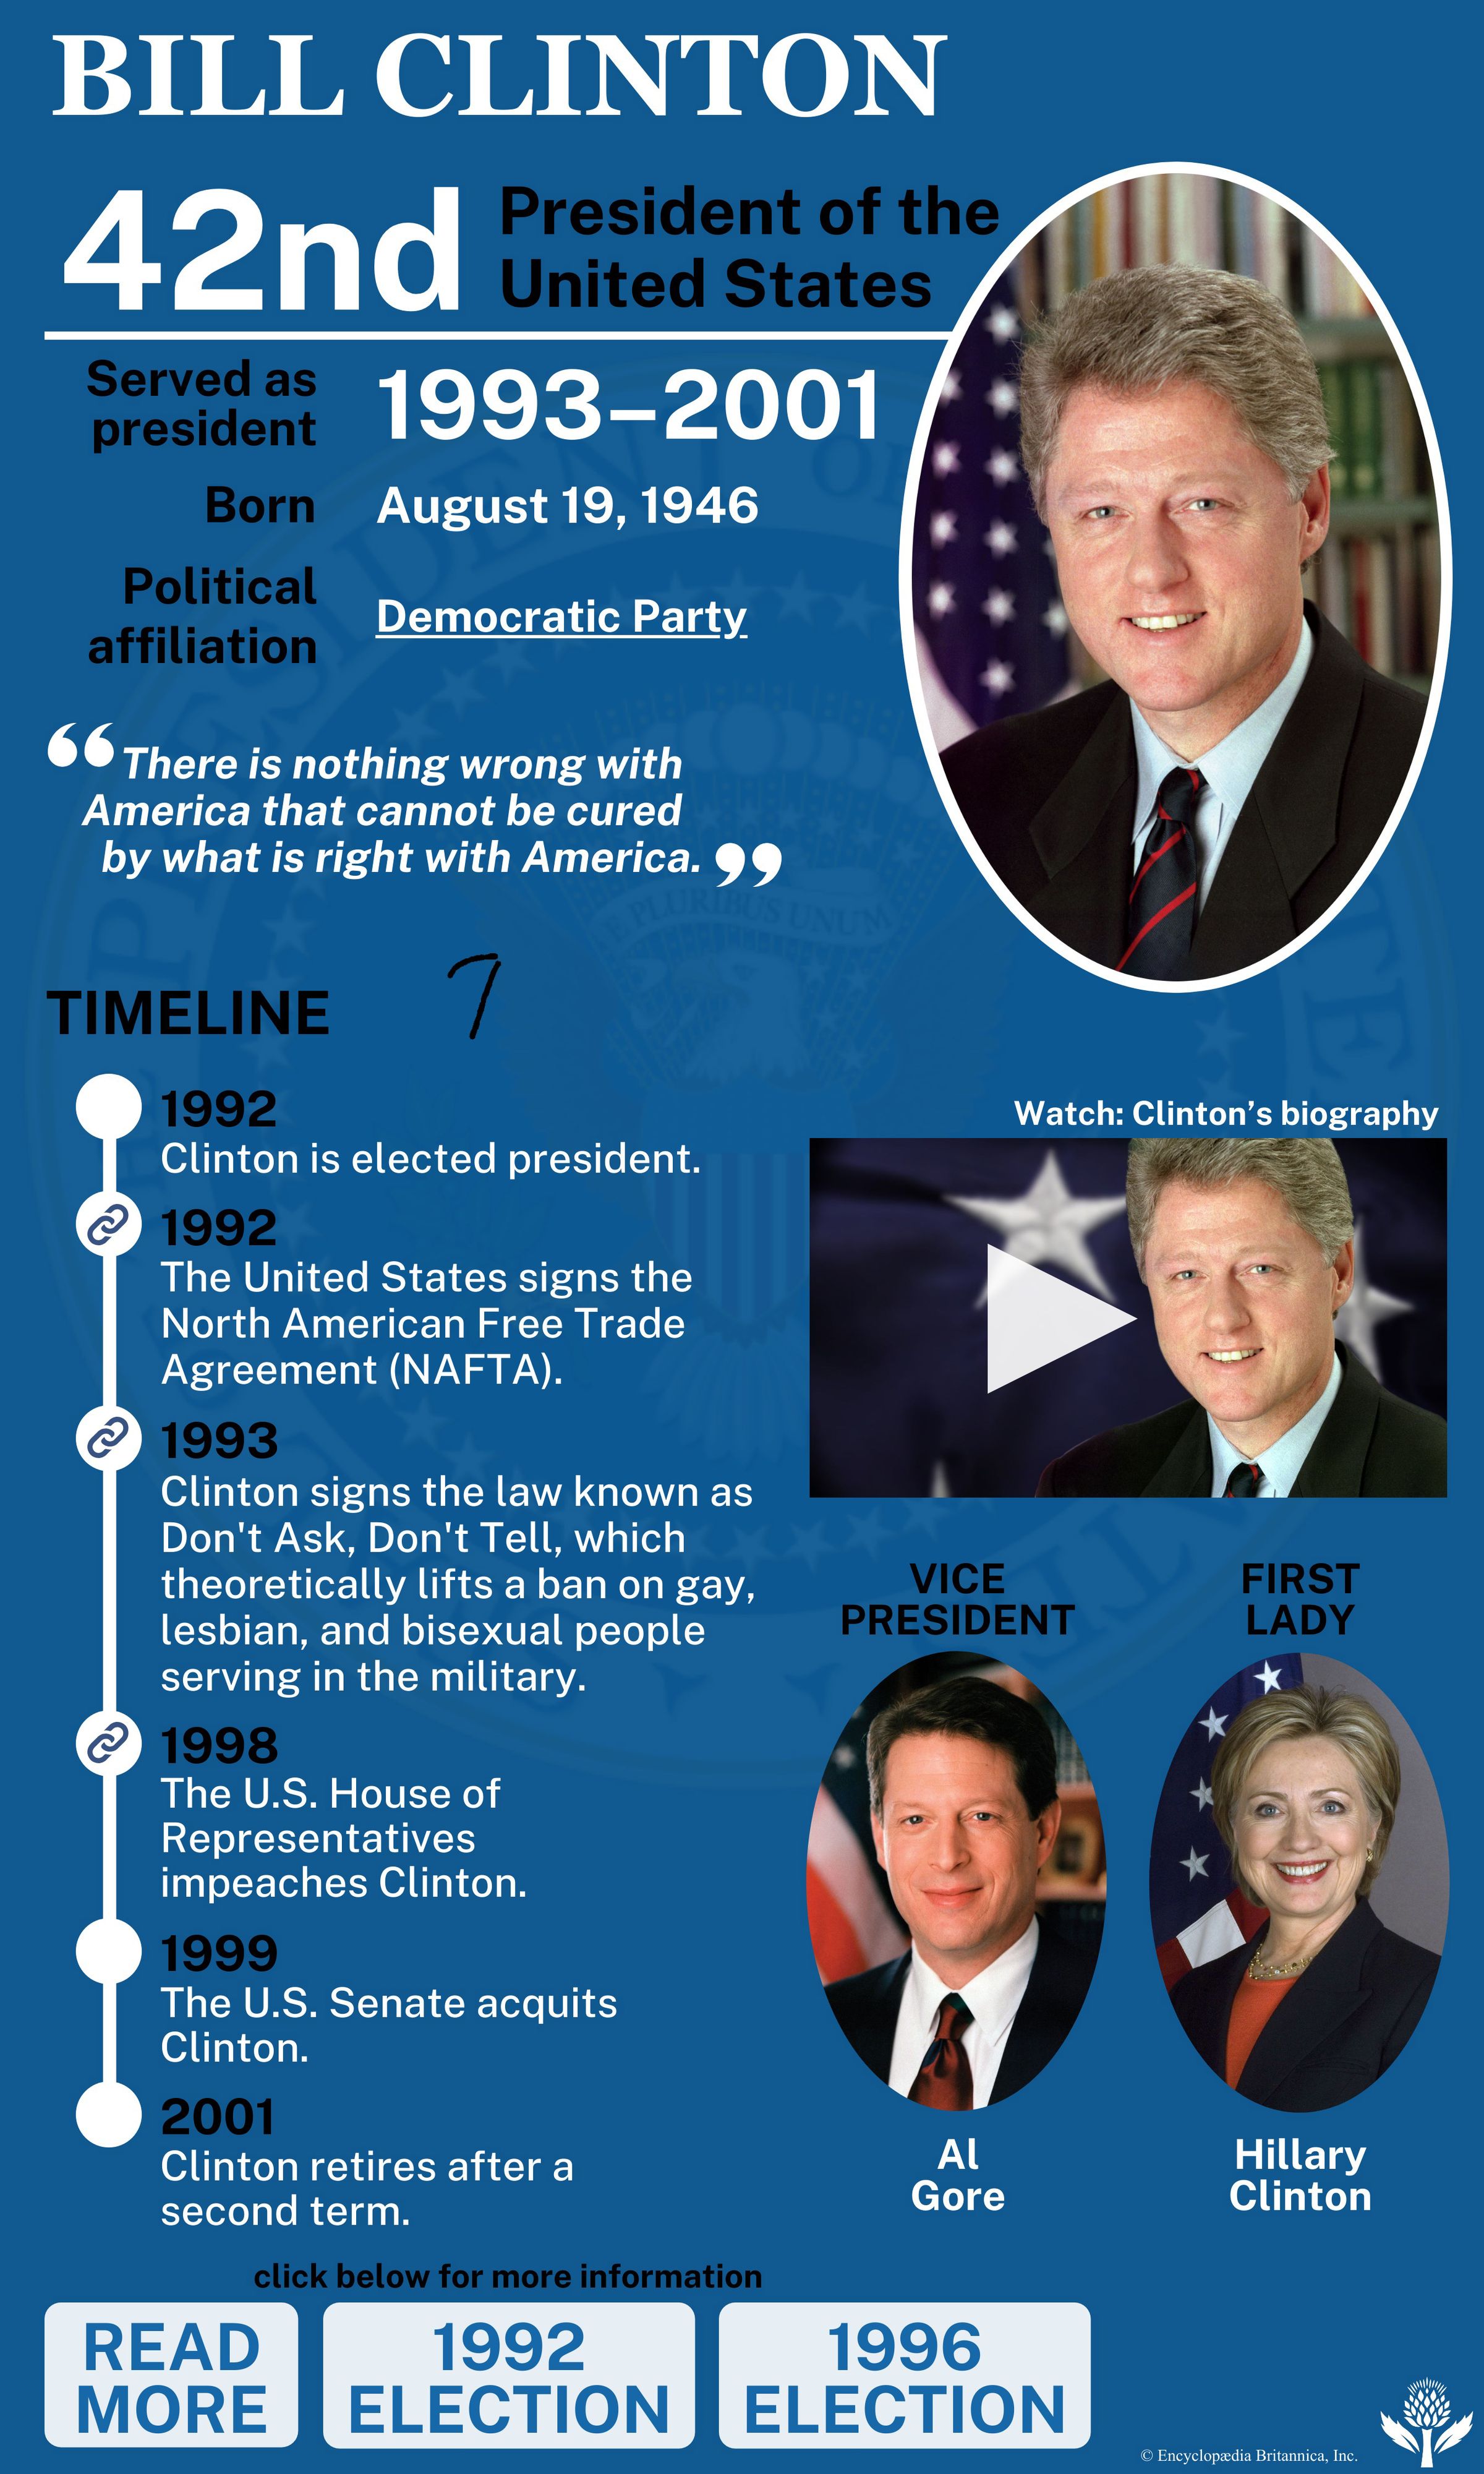 BILL CLINTON
42nd
President of the
United States
Served as
president
1993–2001
Born
August 19, 1946
Political
affiliation
Democratic Party
“There is nothing wrong with
America that cannot be cured
by what is right with America.”
7
TIMELINE
1992
Clinton is elected president.
1992
The United States signs the
North American Free Trade
Agreement (NAFTA).
1993
Clinton signs the law known as
Don't Ask, Don't Tell, which
theoretically lifts a ban on gay,
lesbian, and bisexual people
serving in the military.
1998
The U.S. House of
Representatives
impeaches Clinton.
1999
The U.S. Senate acquits
Clinton.
2001
Clinton retires after a
second term.
Watch: Clinton’s biography
VICE
PRESIDENT
Al
Gore
FIRST
LADY
Hillary
Clinton
click below for more information
READ
MORE
1992
ELECTION
1996
ELECTION
© Encyclopædia Britannica, Inc.
E PLURIBUS UNUM